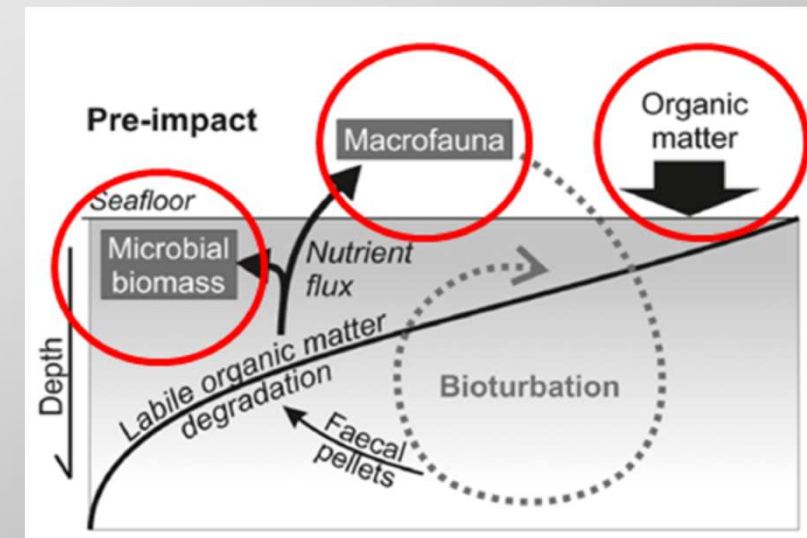 Pre-impact
Macrofauna
Organic
matter
Seafloor
Microbial
biomass
Nutrient
flux
Depth
Labile organic matter
degradation
Bioturbation
Faecal
pellets